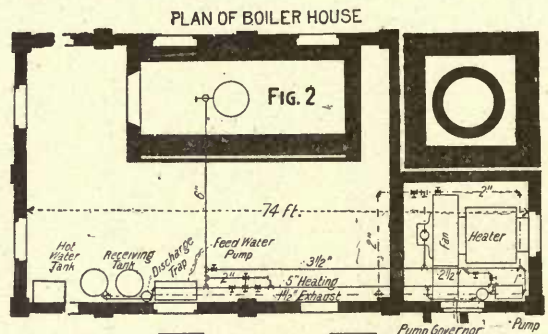 PLAN OF BOILER HOUSE
FIG. 2
6"
74 ft.
2"
2"
Fan
Heater
Hot
Water
Tank
Receiving
Tank
Discharge
Trap
Feed Water
Pump
3½"
2"
2½"
5" Heating
1½" Exhaust
Pump Governor
Pump